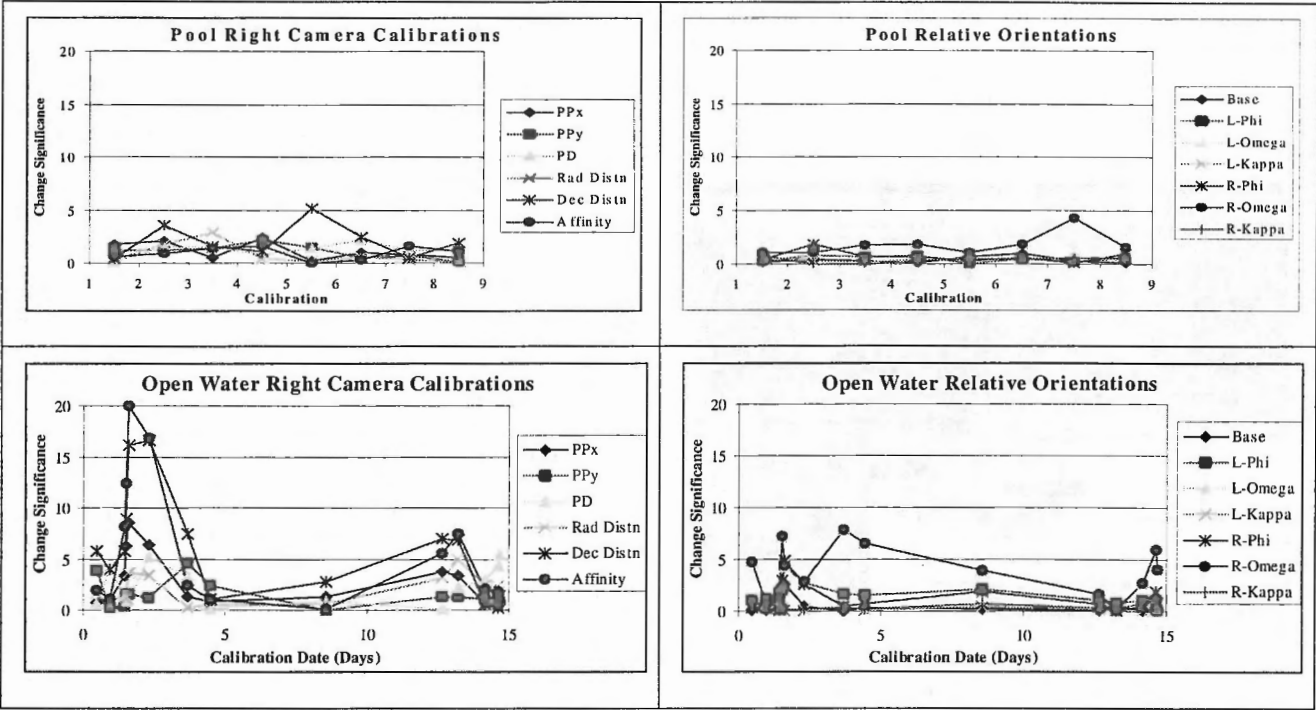 Pool Right Camera Calibrations
Change Significance
20
15
10
5
0
1 2 3 4 5 6 7 8 9
Calibration
PPx
PPy
PD
Rad Distn
Dec Distn
Affinity
Pool Relative Orientations
Change Significance
20
15
10
5
0
1 2 3 4 5 6 7 8 9
Calibration
Base
L-Phi
L-Omega
L-Kappa
R-Phi
R-Omega
R-Kappa
Open Water Right Camera Calibrations
Change Significance
20
15
10
5
0
0 5 10 15
Calibration Date (Days)
PPx
PPy
PD
Rad Distn
Dec Distn
Affinity
Open Water Relative Orientations
Change Significance
20
15
10
5
0
0 5 10 15
Calibration Date (Days)
Base
L-Phi
L-Omega
L-Kappa
R-Phi
R-Omega
R-Kappa